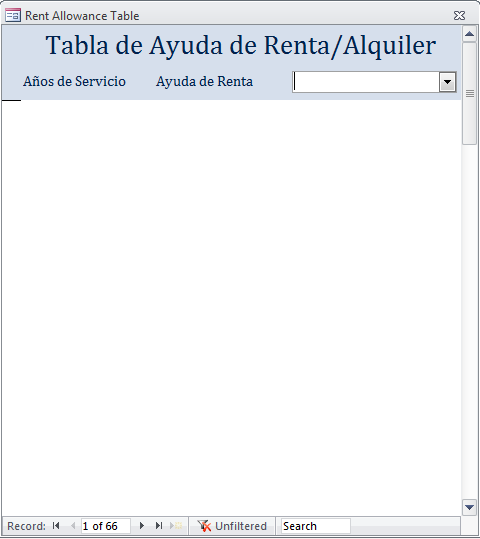 Rent Allowance Table
Tabla de Ayuda de Renta/Alquiler
Años de Servicio Ayuda de Renta
Record: 1 of 66 Unfiltered Search